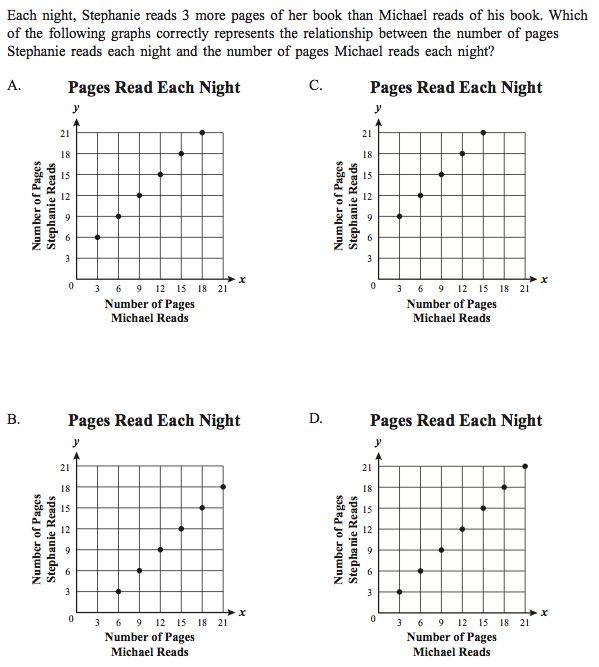 Each night, Stephanie reads 3 more pages of her book than Michael reads of his book. Which
of the following graphs correctly represents the relationship between the number of pages
Stephanie reads each night and the number of pages Michael reads each night?
A.
Pages Read Each Night
y
Number of Pages
Stephanie Reads
21
18
15
12
9
6
3
0 3 6 9 12 15 18 21 x
Number of Pages
Michael Reads
C.
Pages Read Each Night
y
Number of Pages
Stephanie Reads
21
18
15
12
9
6
3
0 3 6 9 12 15 18 21 x
Number of Pages
Michael Reads
B.
Pages Read Each Night
y
Number of Pages
Stephanie Reads
21
18
15
12
9
6
3
0 3 6 9 12 15 18 21 x
Number of Pages
Michael Reads
D.
Pages Read Each Night
y
Number of Pages
Stephanie Reads
21
18
15
12
9
6
3
0 3 6 9 12 15 18 21 x
Number of Pages
Michael Reads